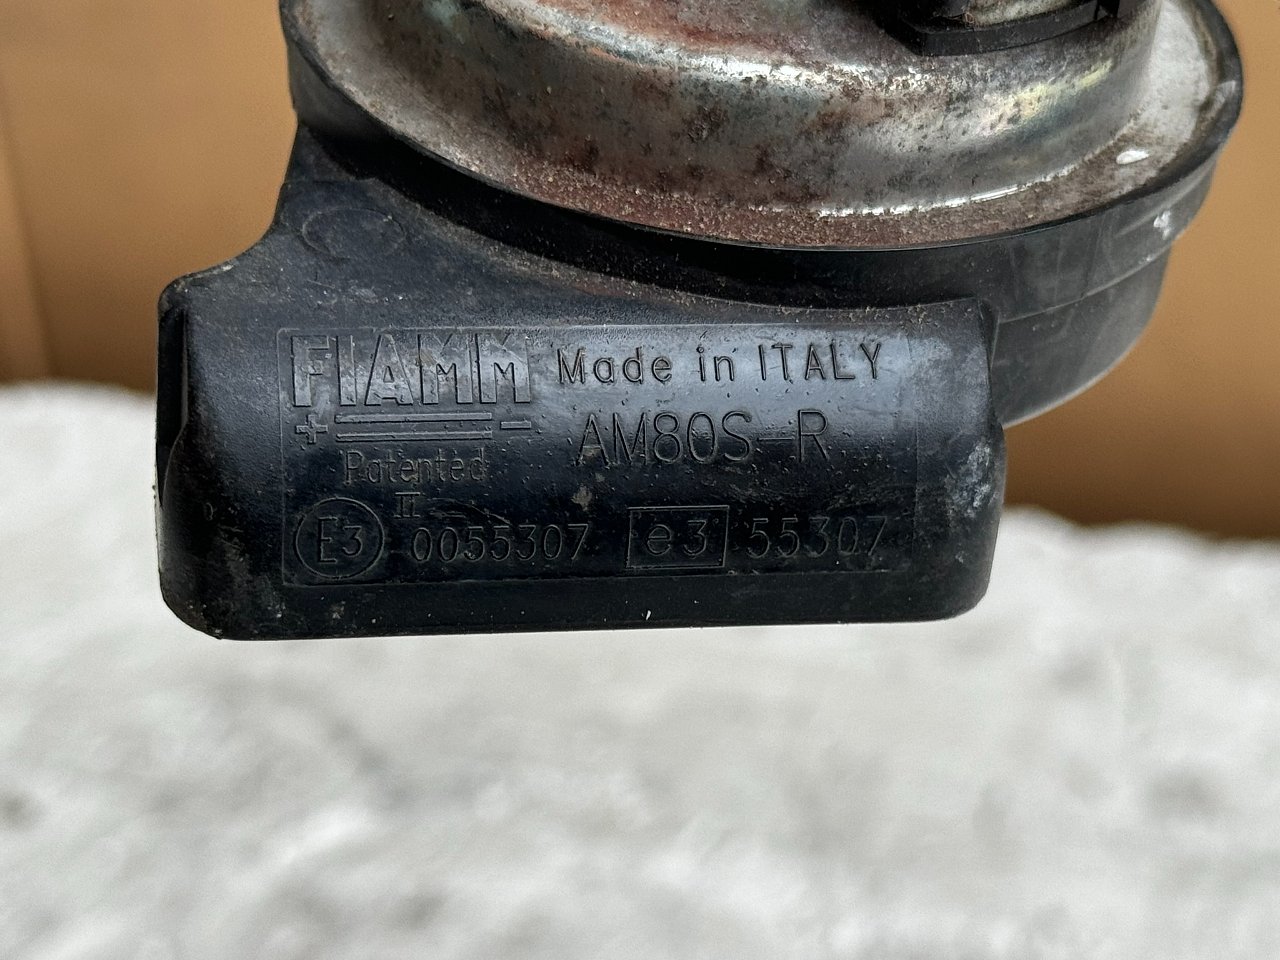 FIAMM Made in ITALY
+ - AM80S-R
Patented
II
E3 0055307 e3 55307